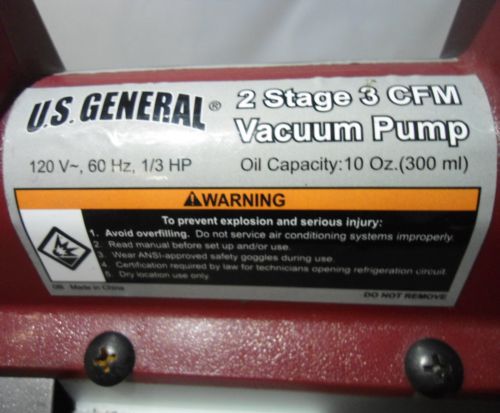 U.S. GENERAL® 2 Stage 3 CFM
Vacuum Pump
120 V~, 60 Hz, 1/3 HP Oil Capacity:10 Oz.(300 ml)
WARNING
To prevent explosion and serious injury:
1. Avoid overfilling. Do not service air conditioning systems improperly.
2. Read manual before set up and/or use.
3. Wear ANSI-approved safety goggles during use.
4. Certification required by law for technicians opening refrigeration circuit.
5. Dry location use only.
Made in China DO NOT REMOVE